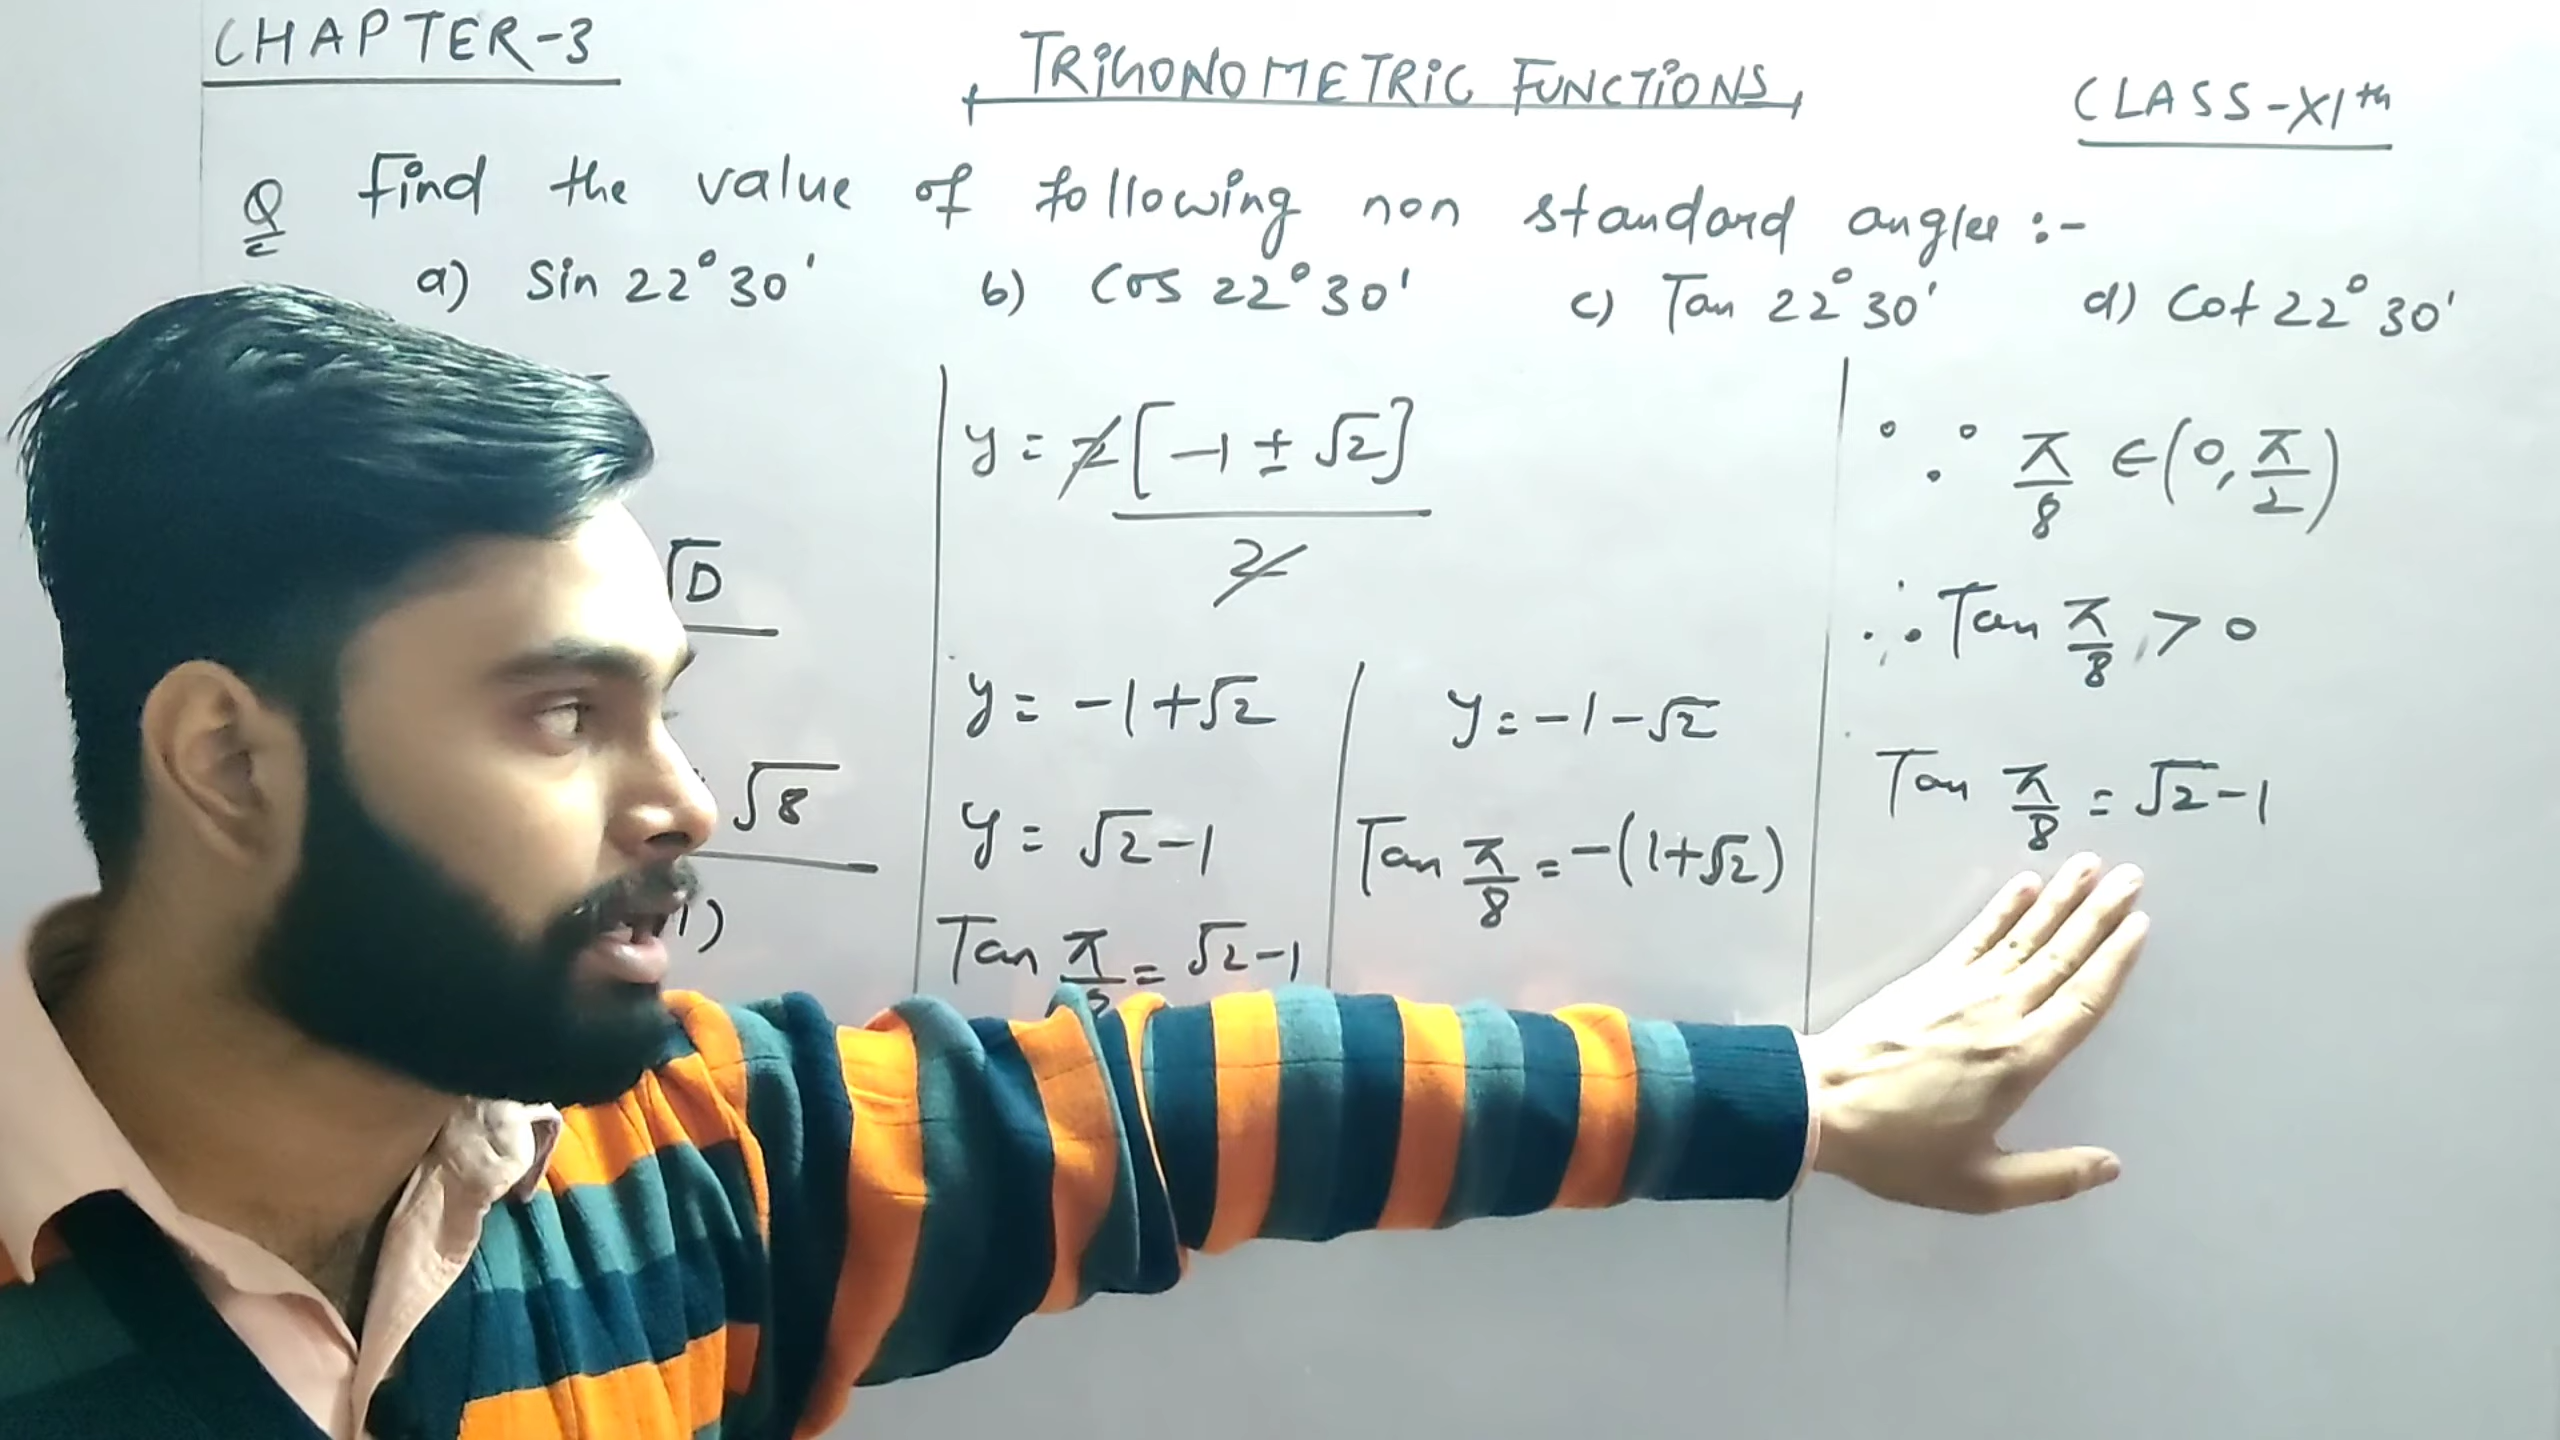 CHAPTER-3
TRIGONOMETRIC FUNCTIONS
CLASS-XIth
Q Find the value of following non standard angles :-
a) Sin 22°30' b) Cos 22°30' c) Tan 22°30' d) Cot 22°30'
√D
√8
1)
y = 2[-1 ± √2]
2
y = -1+√2
y = √2-1
Tan π/8 = √2-1
y = -1-√2
Tan π/8 = -(1+√2)
∵ π/8 ∈ (0, π/2)
∴ Tan π/8 > 0
Tan π/8 = √2-1